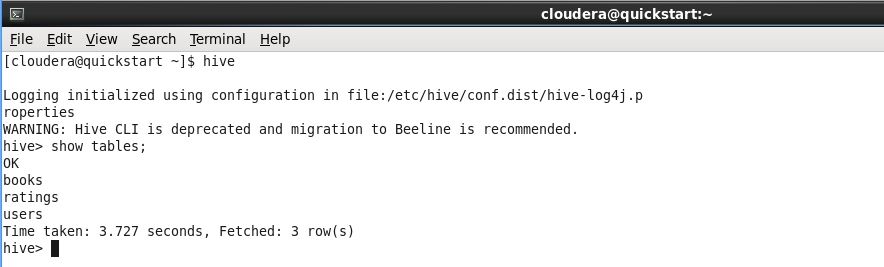 cloudera@quickstart:~
File Edit View Search Terminal Help
[cloudera@quickstart ~]$ hive
Logging initialized using configuration in file:/etc/hive/conf.dist/hive-log4j.p
roperties
WARNING: Hive CLI is deprecated and migration to Beeline is recommended.
hive> show tables;
OK
books
ratings
users
Time taken: 3.727 seconds, Fetched: 3 row(s)
hive>